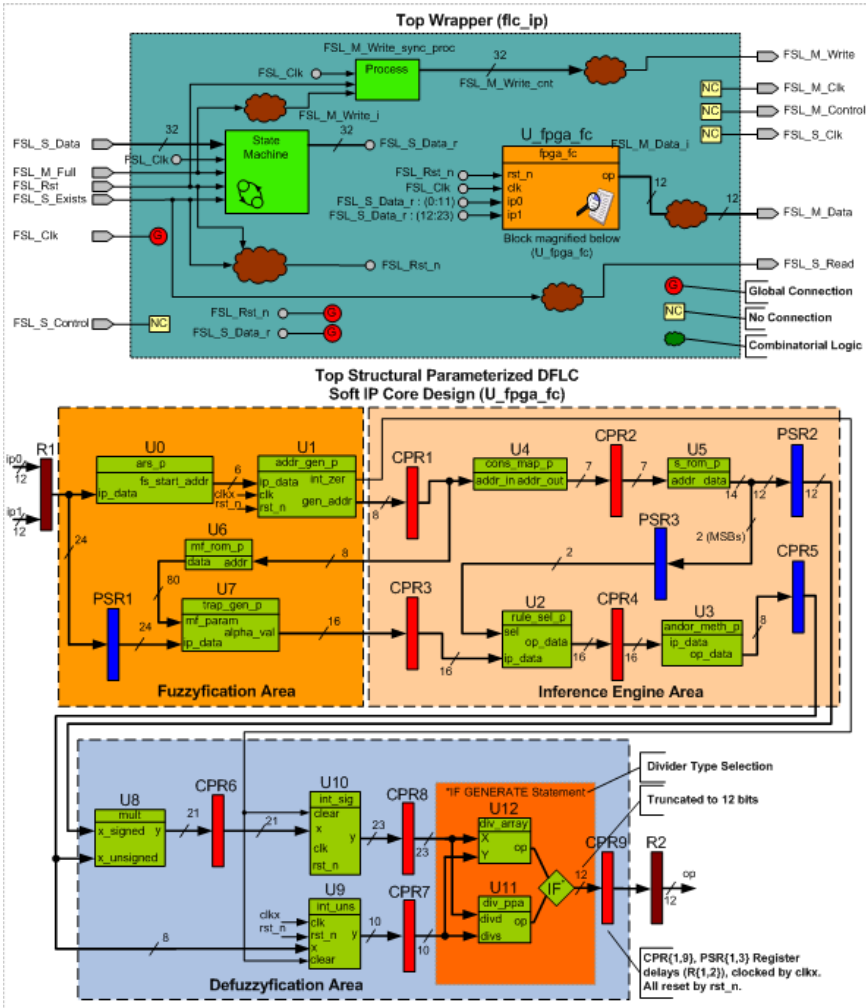 Top Wrapper (flc_ip)
FSL_M_Write_sync_proc
Process
FSL_Clk
32
FSL_M_Write_cnt
FSL_M_Write
FSL_M_Write_i
NC
FSL_M_Clk
NC
FSL_M_Control
NC
FSL_S_Clk
FSL_S_Data
32
State
Machine
32
FSL_S_Data_r
FSL_Clk
FSL_M_Full
FSL_Rst
FSL_S_Exists
U_fpga_fc
FSL_M_Data_i
fpga_fc
FSL_Rst_n
rst_n
op
FSL_Clk
clk
FSL_S_Data_r : (0:11)
ip0
FSL_S_Data_r : (12:23)
ip1
12
12
FSL_M_Data
Block magnified below
(U_fpga_fc)
FSL_Clk
G
FSL_Rst_n
FSL_S_Read
G
Global Connection
NC
No Connection
Combinatorial Logic
FSL_S_Control
NC
FSL_Rst_n
G
FSL_S_Data_r
G
Top Structural Parameterized DFLC
Soft IP Core Design (U_fpga_fc)
R1
ip0
12
ip1
12
U0
ars_p
fs_start_addr
ip_data
6
U1
addr_gen_p
ip_data
int_zer
clkx
clk
gen_addr
rst_n
rst_n
8
CPR1
U4
cons_map_p
addr_in addr_out
7
CPR2
7
U5
s_rom_p
addr data
14
12
PSR2
12
2 (MSBs)
U6
mf_rom_p
data addr
8
80
24
PSR1
24
U7
trap_gen_p
mf_param
alpha_val
ip_data
16
CPR3
16
PSR3
2
U2
rule_sel_p
sel
op_data
ip_data
16
CPR4
16
U3
andor_meth_p
ip_data
op_data
8
CPR5
Fuzzyfication Area
Inference Engine Area
U8
mult
x_signed y
x_unsigned
21
CPR6
21
U10
int_sig
clear
x
y
clk
rst_n
23
CPR8
23
*IF GENERATE Statement
U12
div_array
X
op
Y
U11
div_ppa
divd
op
divs
IF*
12
CPR9
R2
12
op
Divider Type Selection
Truncated to 12 bits
U9
int_uns
clkx
clk
rst_n
rst_n
y
x
clear
8
10
CPR7
10
Defuzzyfication Area
CPR{1,9}, PSR{1,3} Register
delays (R{1,2}), clocked by clkx.
All reset by rst_n.